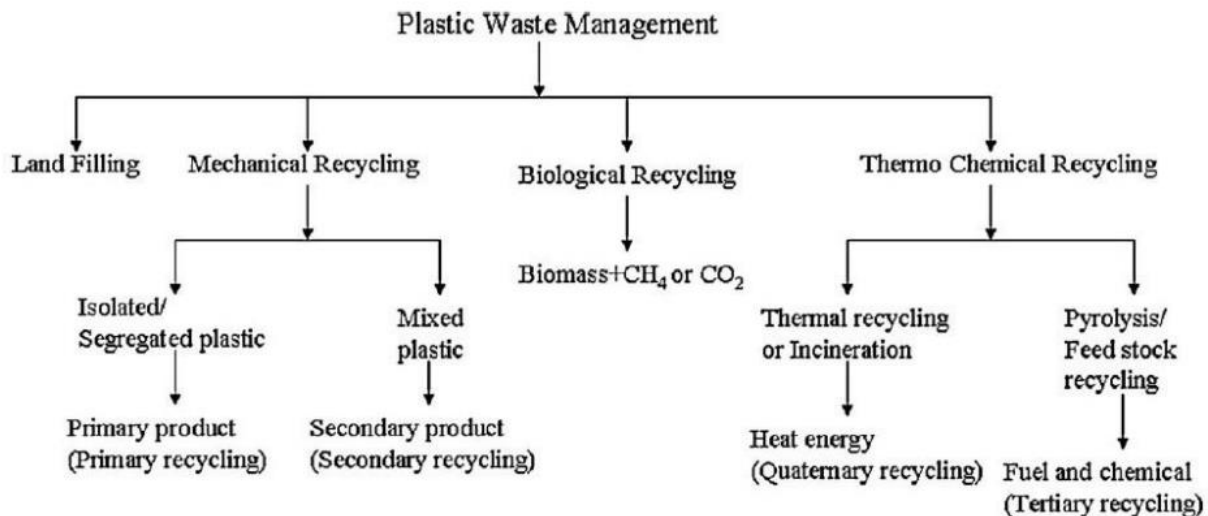 Plastic Waste Management
Land Filling
Mechanical Recycling
Biological Recycling
Thermo Chemical Recycling
Biomass+CH₄ or CO₂
Isolated/
Segregated plastic
Mixed
plastic
Thermal recycling
or Incineration
Pyrolysis/
Feed stock
recycling
Primary product
(Primary recycling)
Secondary product
(Secondary recycling)
Heat energy
(Quaternary recycling)
Fuel and chemical
(Tertiary recycling)